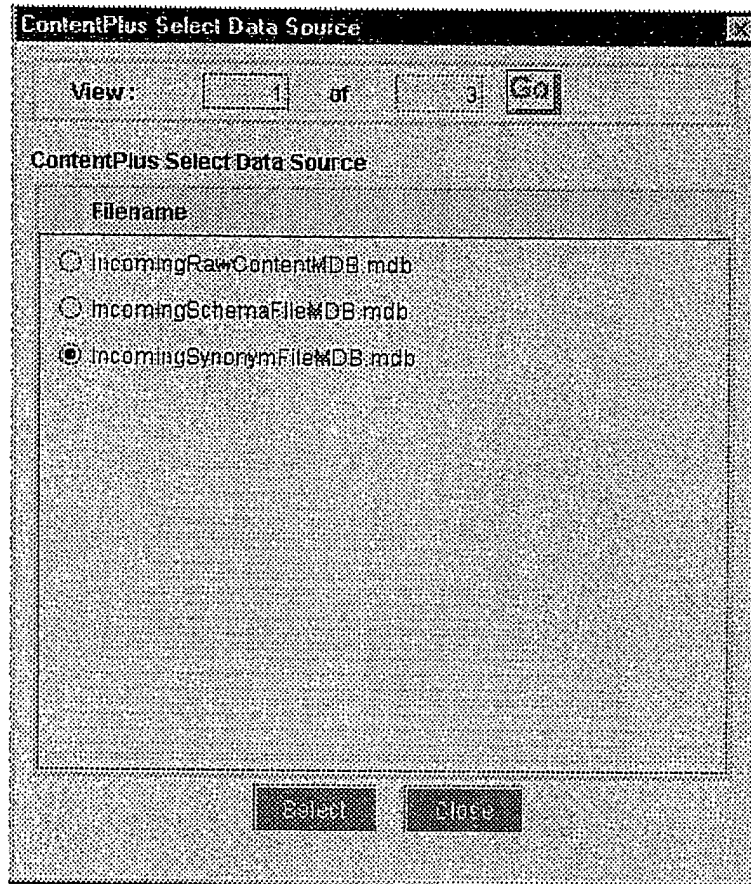 ContentPlus Select Data Source
View: 1 of 3 Go
ContentPlus Select Data Source
Filename
IncomingRawContentMDB.mdb
IncomingSchemaFileMDB.mdb
IncomingSynonymFileMDB.mdb
Select Close